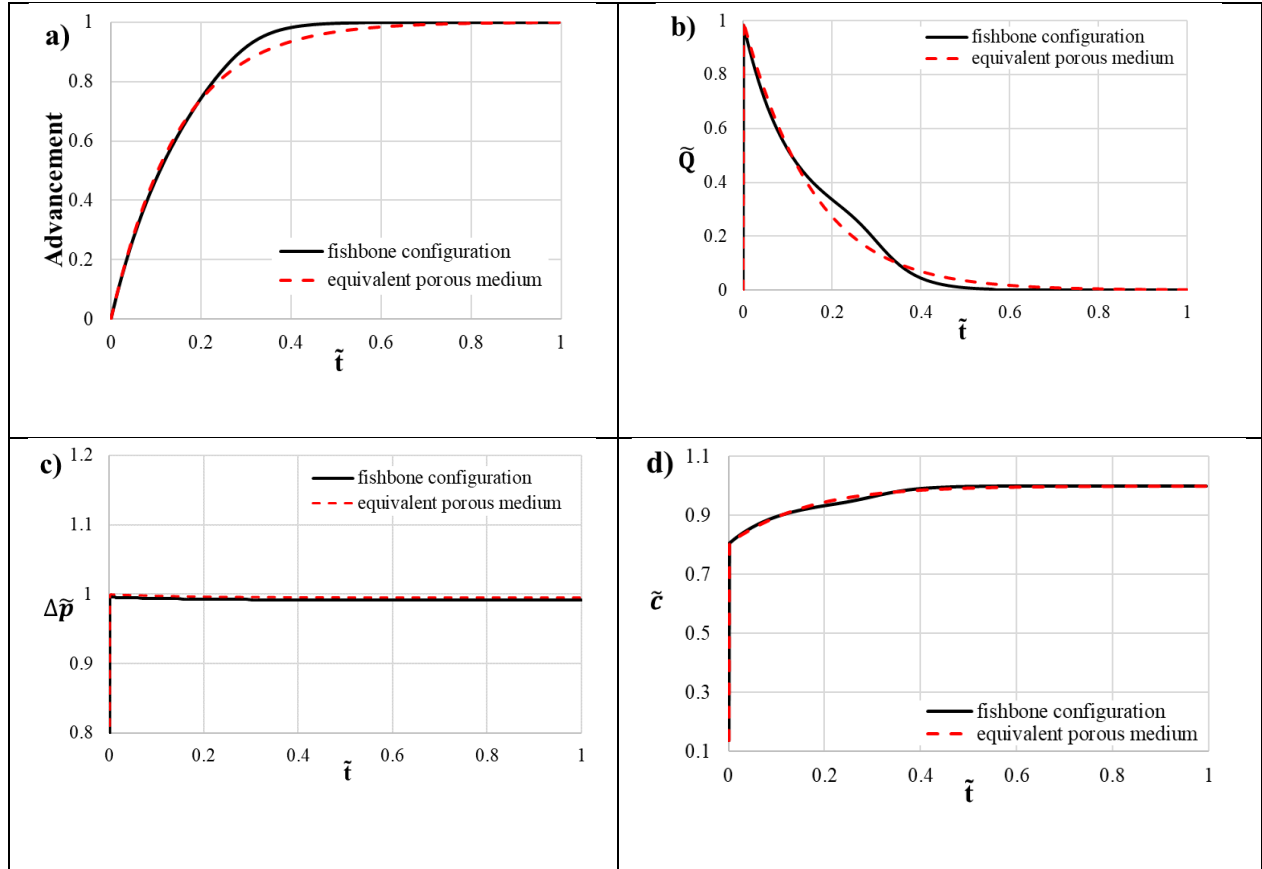 a)
1
0.8
0.6
0.4
0.2
0
Advancement
fishbone configuration
equivalent porous medium
0 0.2 0.4 0.6 0.8 1
t̃
b)
1
0.8
0.6
0.4
0.2
0
Q̃
fishbone configuration
equivalent porous medium
0 0.2 0.4 0.6 0.8 1
t̃
c)
1.2
1.1
1
0.9
0.8
Δp̃
fishbone configuration
equivalent porous medium
0 0.2 0.4 0.6 0.8 1
t̃
d)
1.1
0.9
0.7
0.5
0.3
0.1
c̃
fishbone configuration
equivalent porous medium
0 0.2 0.4 0.6 0.8 1
t̃